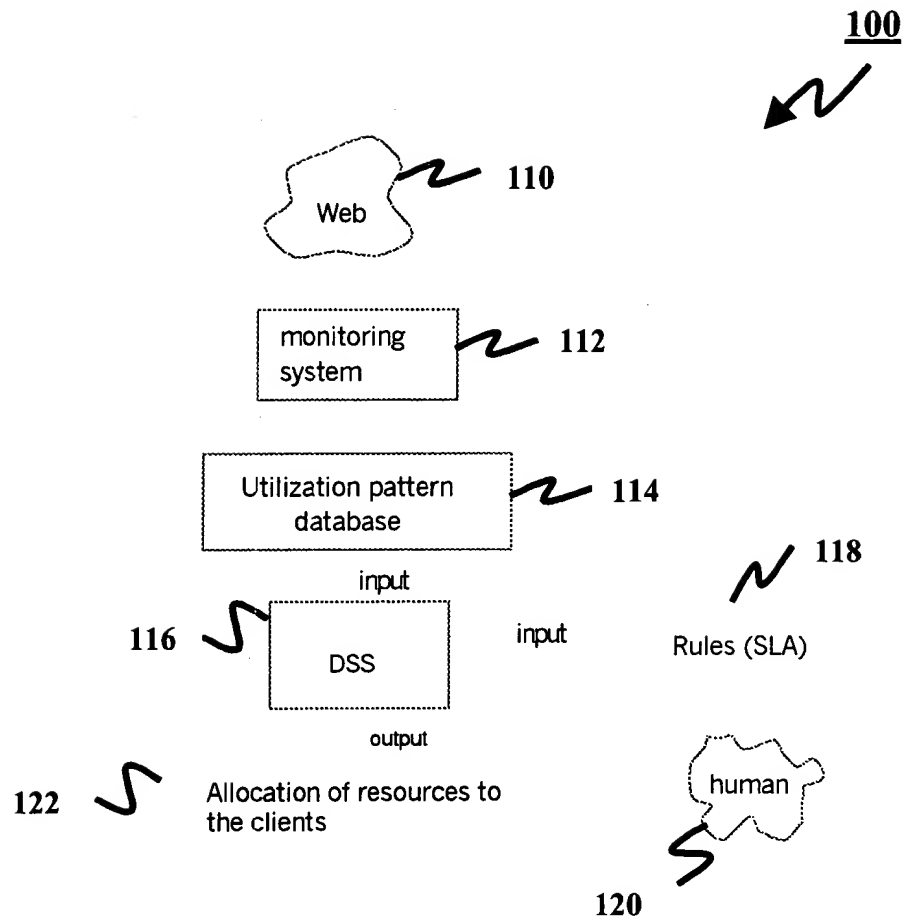 100
110
Web
monitoring
system
112
Utilization pattern
database
114
118
input
116
DSS
input
Rules (SLA)
output
122
Allocation of resources to
the clients
human
120